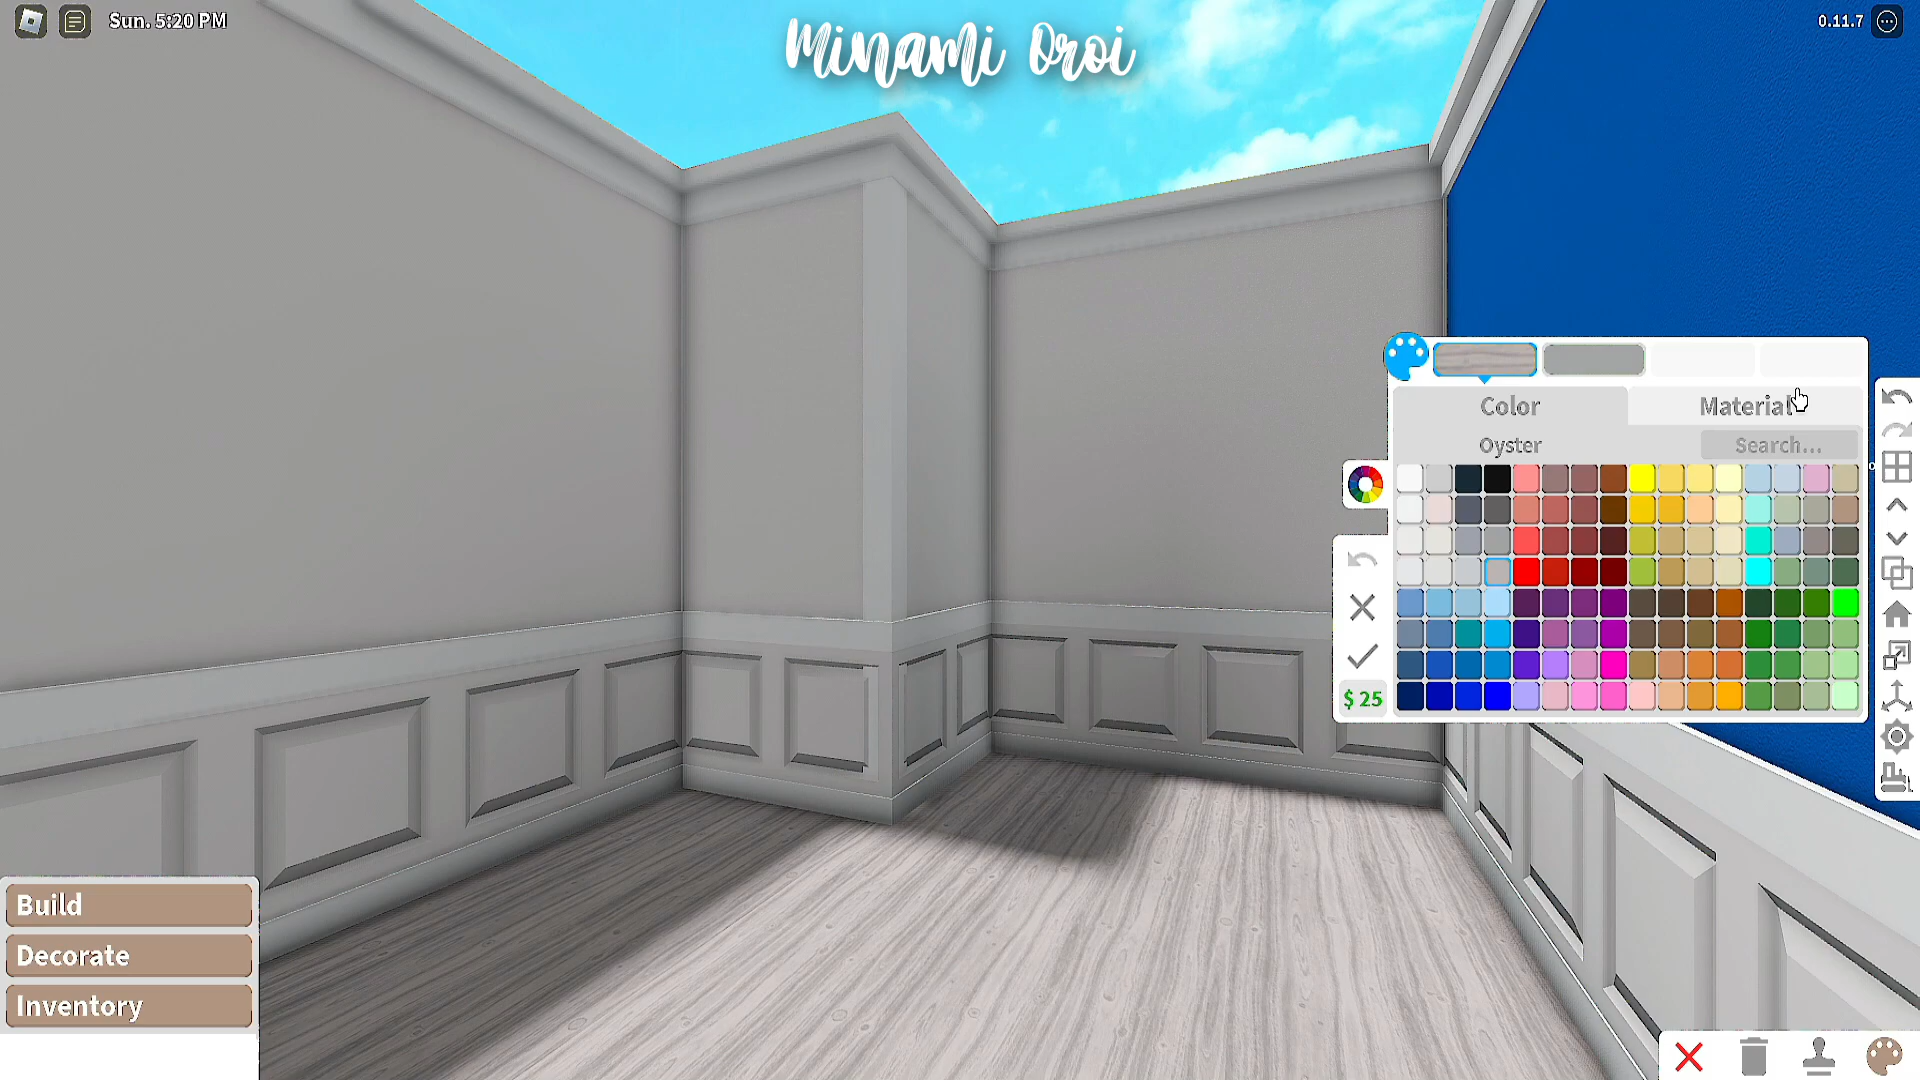 Sun. 5:20 PM
Minami Oroi
0.11.7
Color
Material
Oyster
Search...
$ 25
Build
Decorate
Inventory